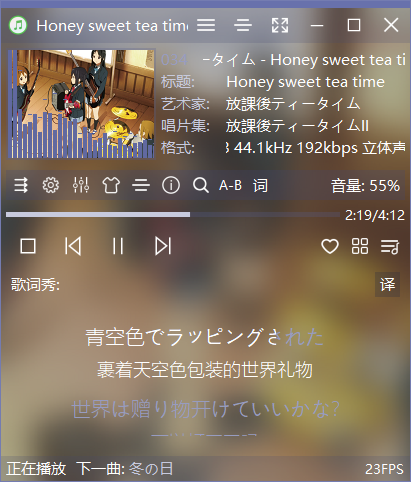 Honey sweet tea time
ータイム - Honey sweet tea ti
标题: Honey sweet tea time
艺术家: 放課後ティータイム
唱片集: 放課後ティータイムII
格式: 44.1kHz 192kbps 立体声
A-B 词 音量: 55%
2:19/4:12
歌词秀: 译
青空色でラッピングされた
裹着天空色包装的世界礼物
世界は贈り物开けていいかな?
正在播放 下一曲: 冬の日 23FPS